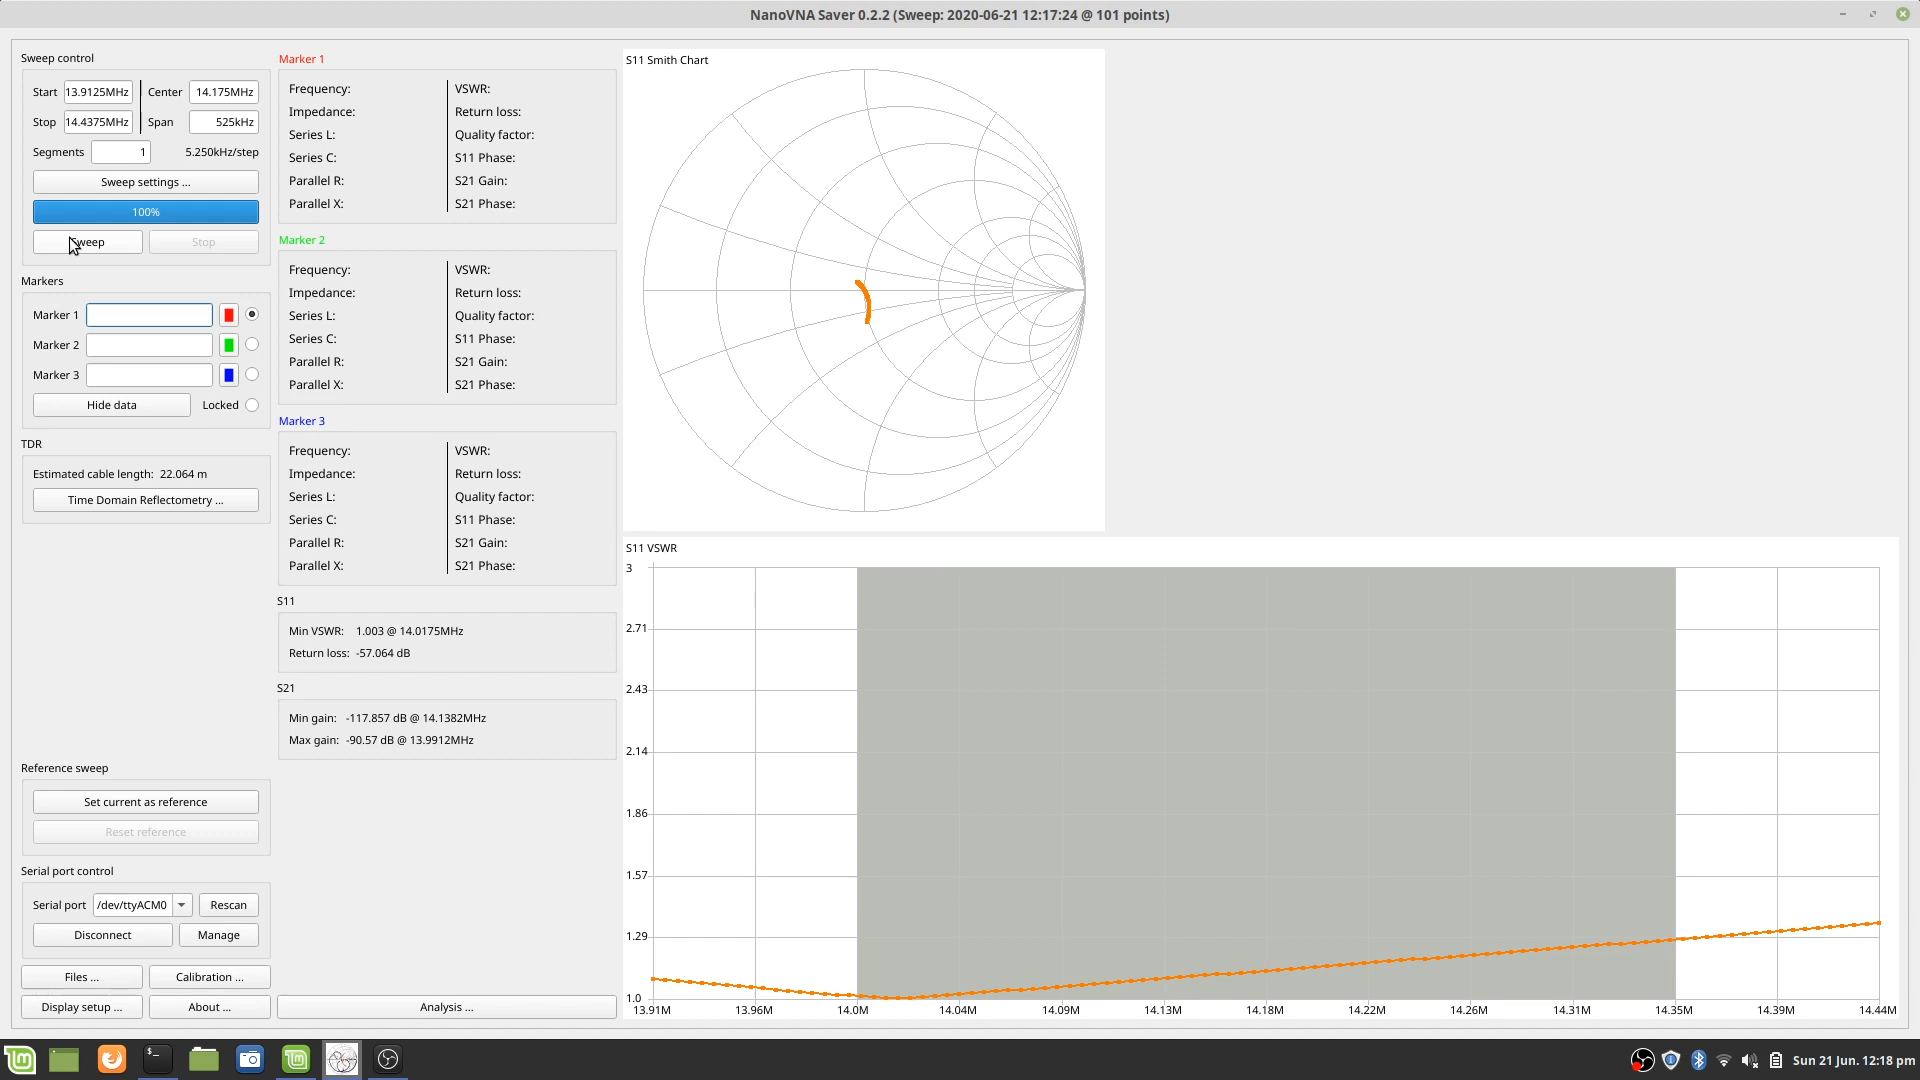 NanoVNA Saver 0.2.2 (Sweep: 2020-06-21 12:17:24 @ 101 points)
Sweep control
Start 13.9125MHz Center 14.175MHz
Stop 14.4375MHz Span 525kHz
Segments 1 5.250kHz/step
Sweep settings ...
100%
Sweep Stop
Markers
Marker 1
Marker 2
Marker 3
Hide data Locked
TDR
Estimated cable length: 22.064 m
Time Domain Reflectometry ...
Reference sweep
Set current as reference
Reset reference
Serial port control
Serial port /dev/ttyACM0 Rescan
Disconnect Manage
Files ... Calibration ...
Display setup ... About ...
Marker 1
Frequency: VSWR:
Impedance: Return loss:
Series L: Quality factor:
Series C: S11 Phase:
Parallel R: S21 Gain:
Parallel X: S21 Phase:
Marker 2
Frequency: VSWR:
Impedance: Return loss:
Series L: Quality factor:
Series C: S11 Phase:
Parallel R: S21 Gain:
Parallel X: S21 Phase:
Marker 3
Frequency: VSWR:
Impedance: Return loss:
Series L: Quality factor:
Series C: S11 Phase:
Parallel R: S21 Gain:
Parallel X: S21 Phase:
S11
Min VSWR: 1.003 @ 14.0175MHz
Return loss: -57.064 dB
S21
Min gain: -117.857 dB @ 14.1382MHz
Max gain: -90.57 dB @ 13.9912MHz
Analysis ...
S11 Smith Chart
S11 VSWR
3
2.71
2.43
2.14
1.86
1.57
1.29
1.0
13.91M 13.96M 14.0M 14.04M 14.09M 14.13M 14.18M 14.22M 14.26M 14.31M 14.35M 14.39M 14.44M
Sun 21 Jun. 12:18 pm